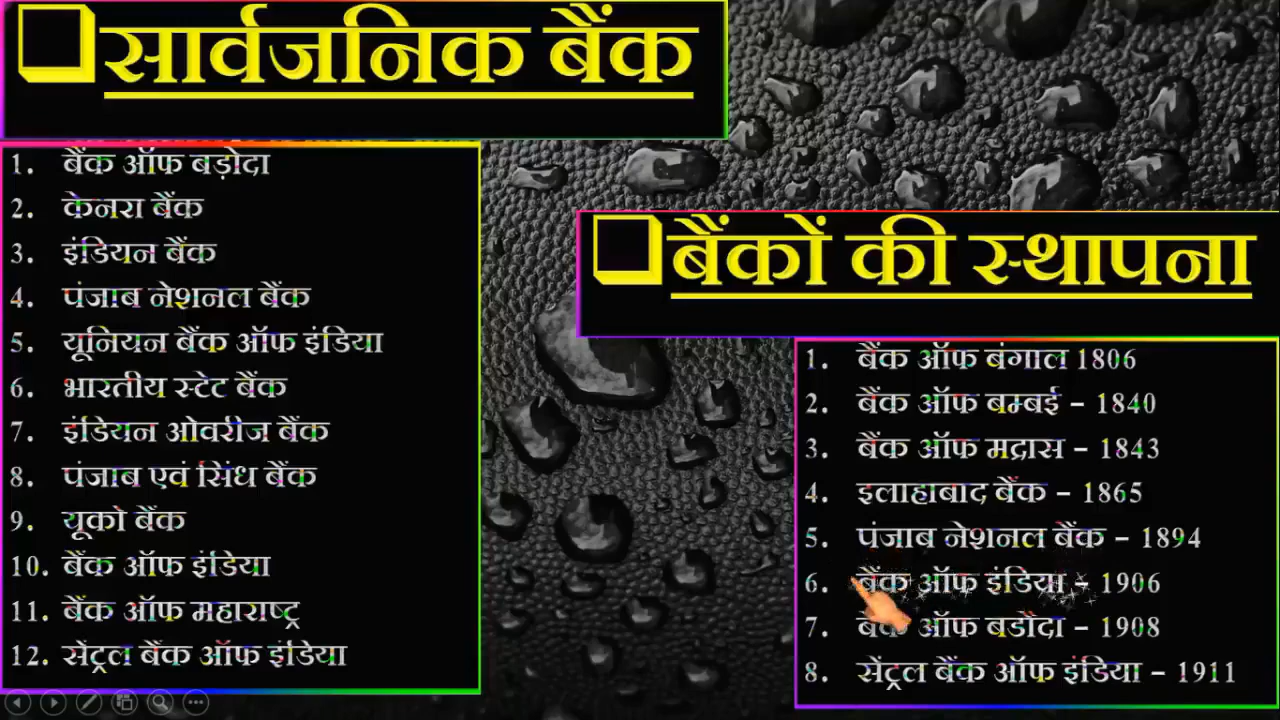 सार्वजनिक बैंक
1. बैंक ऑफ बड़ोदा
2. केनरा बैंक
3. इंडियन बैंक
4. पंजाब नेशनल बैंक
5. यूनियन बैंक ऑफ इंडिया
6. भारतीय स्टेट बैंक
7. इंडियन ओवरीज बैंक
8. पंजाब एवं सिंध बैंक
9. यूको बैंक
10. बैंक ऑफ इंडिया
11. बैंक ऑफ महाराष्ट्र
12. सेंट्रल बैंक ऑफ इंडिया
बैंकों की स्थापना
1. बैंक ऑफ बंगाल 1806
2. बैंक ऑफ बम्बई – 1840
3. बैंक ऑफ मद्रास – 1843
4. इलाहाबाद बैंक – 1865
5. पंजाब नेशनल बैंक – 1894
6. बैंक ऑफ इंडिया – 1906
7. बैंक ऑफ बडौदा – 1908
8. सेंट्रल बैंक ऑफ इंडिया – 1911